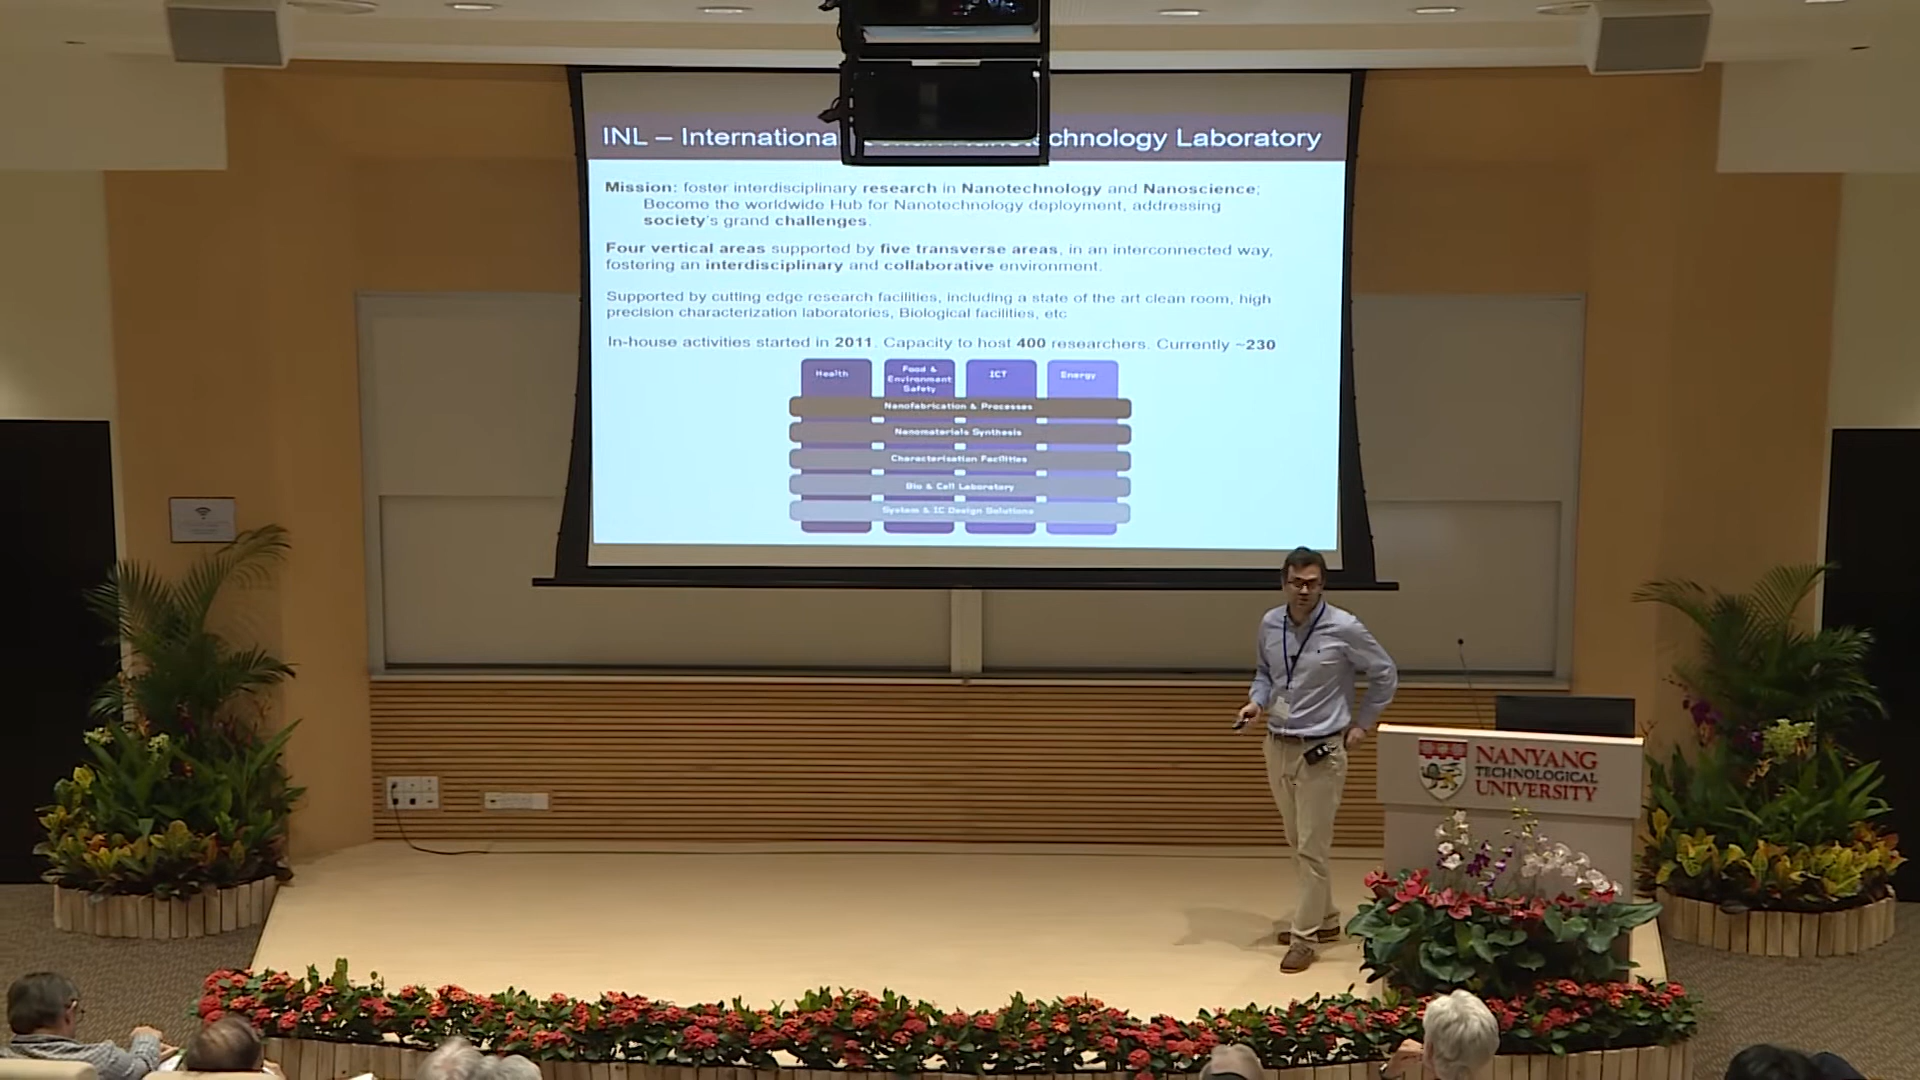 INL – Internationa chnology Laboratory
Mission: foster interdisciplinary research in Nanotechnology and Nanoscience;
Become the worldwide Hub for Nanotechnology deployment, addressing
society's grand challenges.
Four vertical areas supported by five transverse areas, in an interconnected way,
fostering an interdisciplinary and collaborative environment.
Supported by cutting edge research facilities, including a state of the art clean room, high
precision characterization laboratories, Biological facilities, etc
In-house activities started in 2011. Capacity to host 400 researchers. Currently ~230
Health
Food &
Environment
Safety
ICT
Energy
Nanofabrication & Processes
Nanomaterials Synthesis
Characterisation Facilities
Bio & Cell Laboratory
System & IC Design Solutions
NANYANG
TECHNOLOGICAL
UNIVERSITY